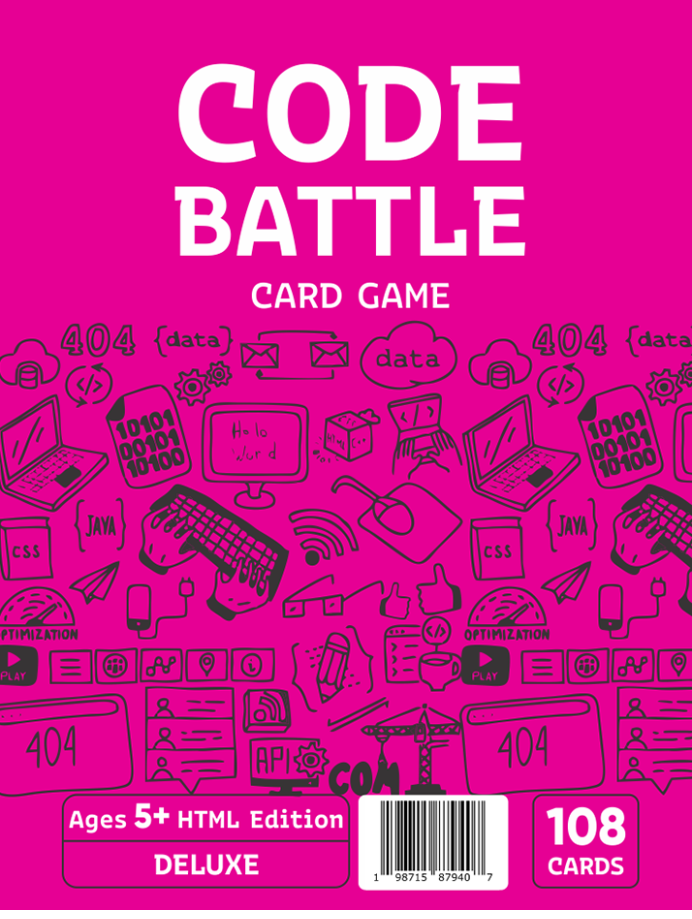 CODE
BATTLE
CARD GAME
404 {data} data 404 {data
</> </>
10101
00101
10100
Hello
Html C++
</>
10101
00101
10100
CSS
{JAVA}
CSS
{JAVA}
OPTIMIZATION
OPTIMIZATION
</>
PLAY
PLAY
404
404
API
COM
Ages 5+ HTML Edition
DELUXE
1 98715 87940 7
108
CARDS